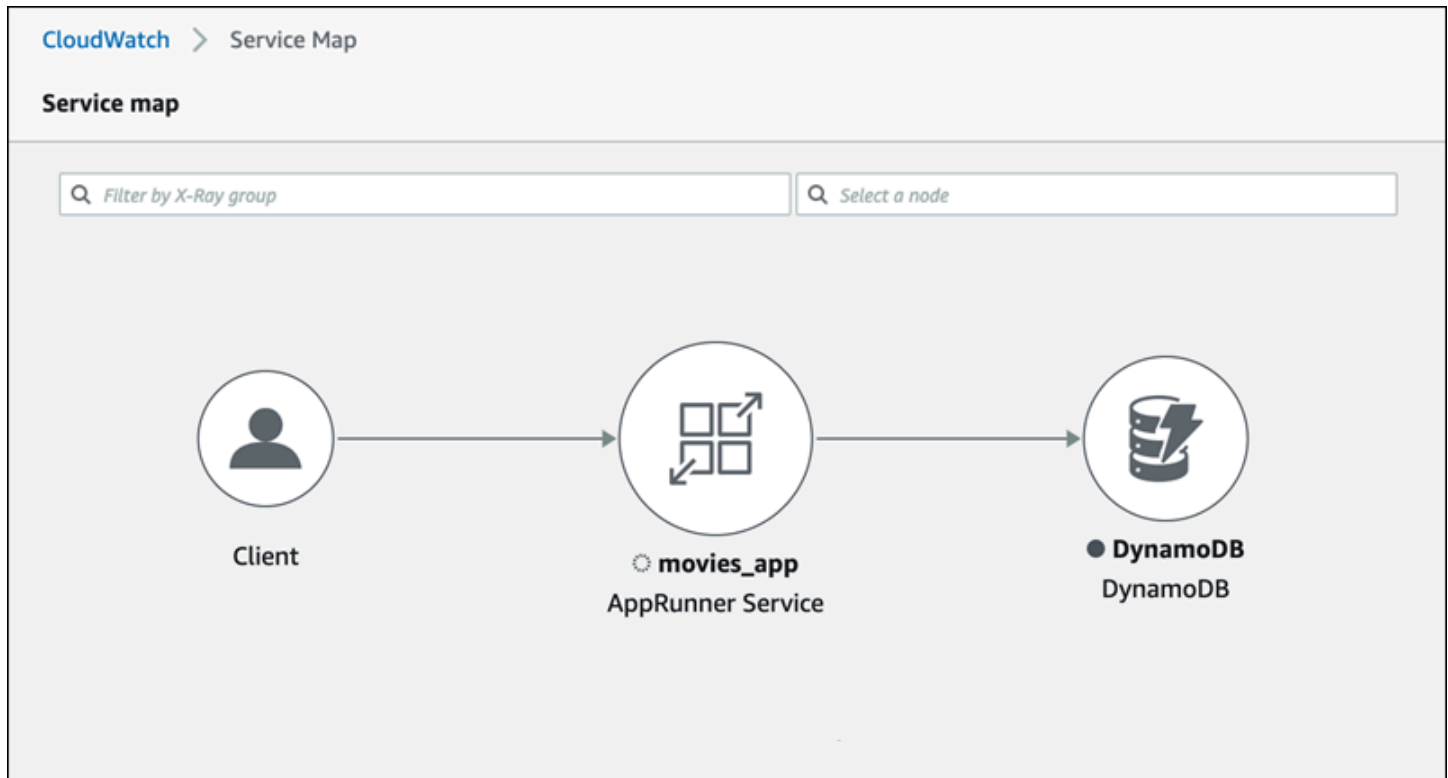 CloudWatch > Service Map
Service map
Filter by X-Ray group
Select a node
Client
movies_app
AppRunner Service
DynamoDB
DynamoDB